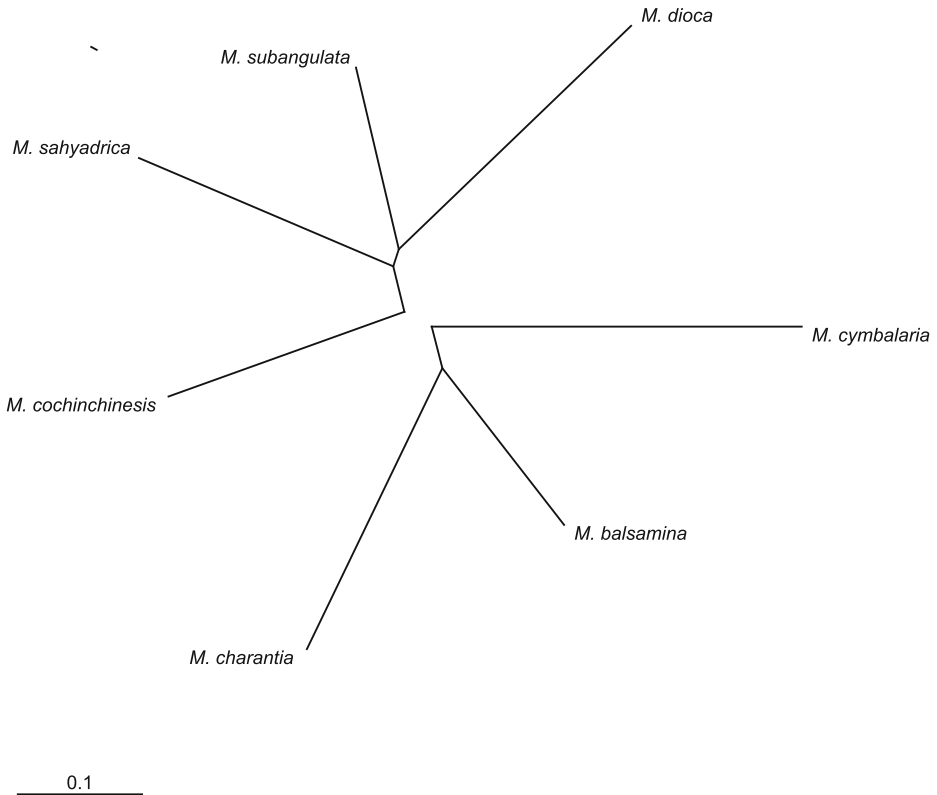 M. dioca
M. subangulata
M. sahyadrica
M. cymbalaria
M. cochinchinesis
M. balsamina
M. charantia
0.1